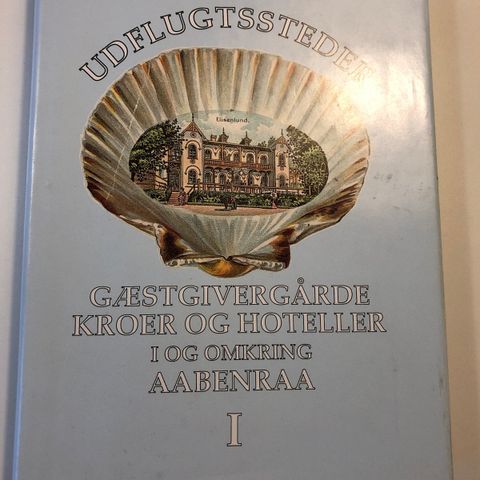 UDFLUGTSSTEDER
Elisenlund.
GÆSTGIVERGÅRDE
KROER OG HOTELLER
I OG OMKRING
AABENRAA
I